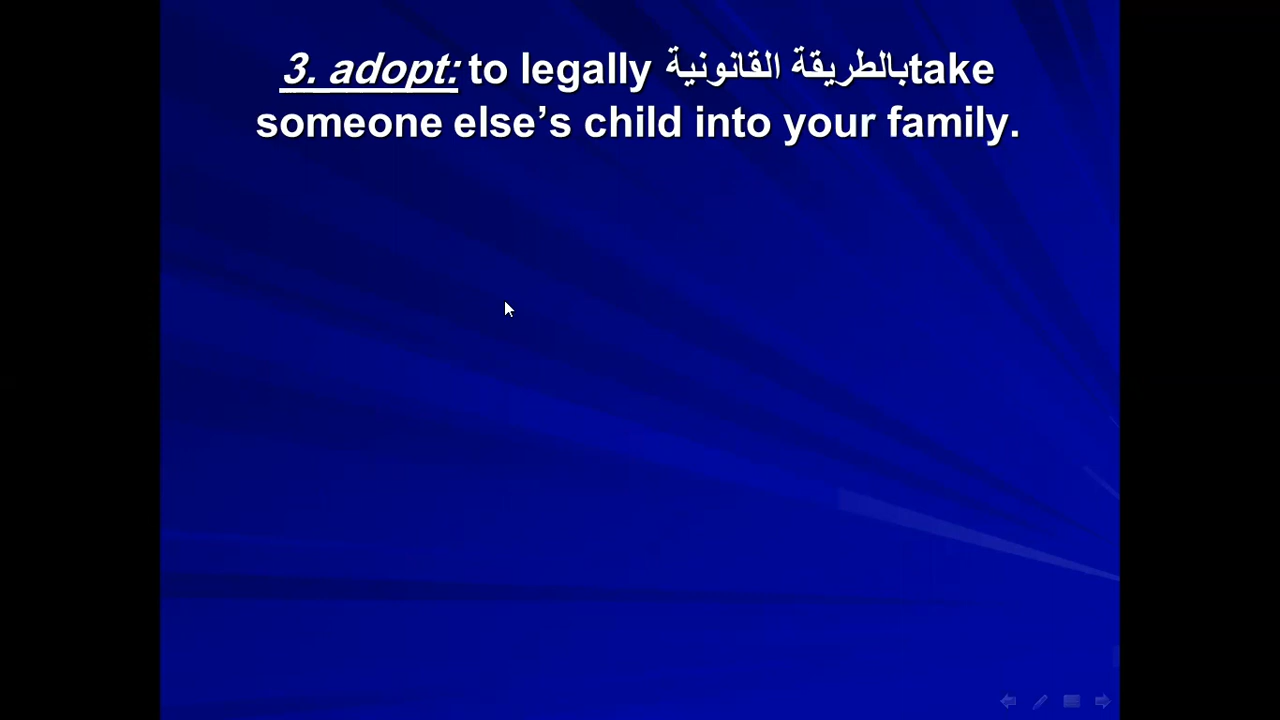 3. adopt: to legally بالطريقة القانونية take
someone else’s child into your family.